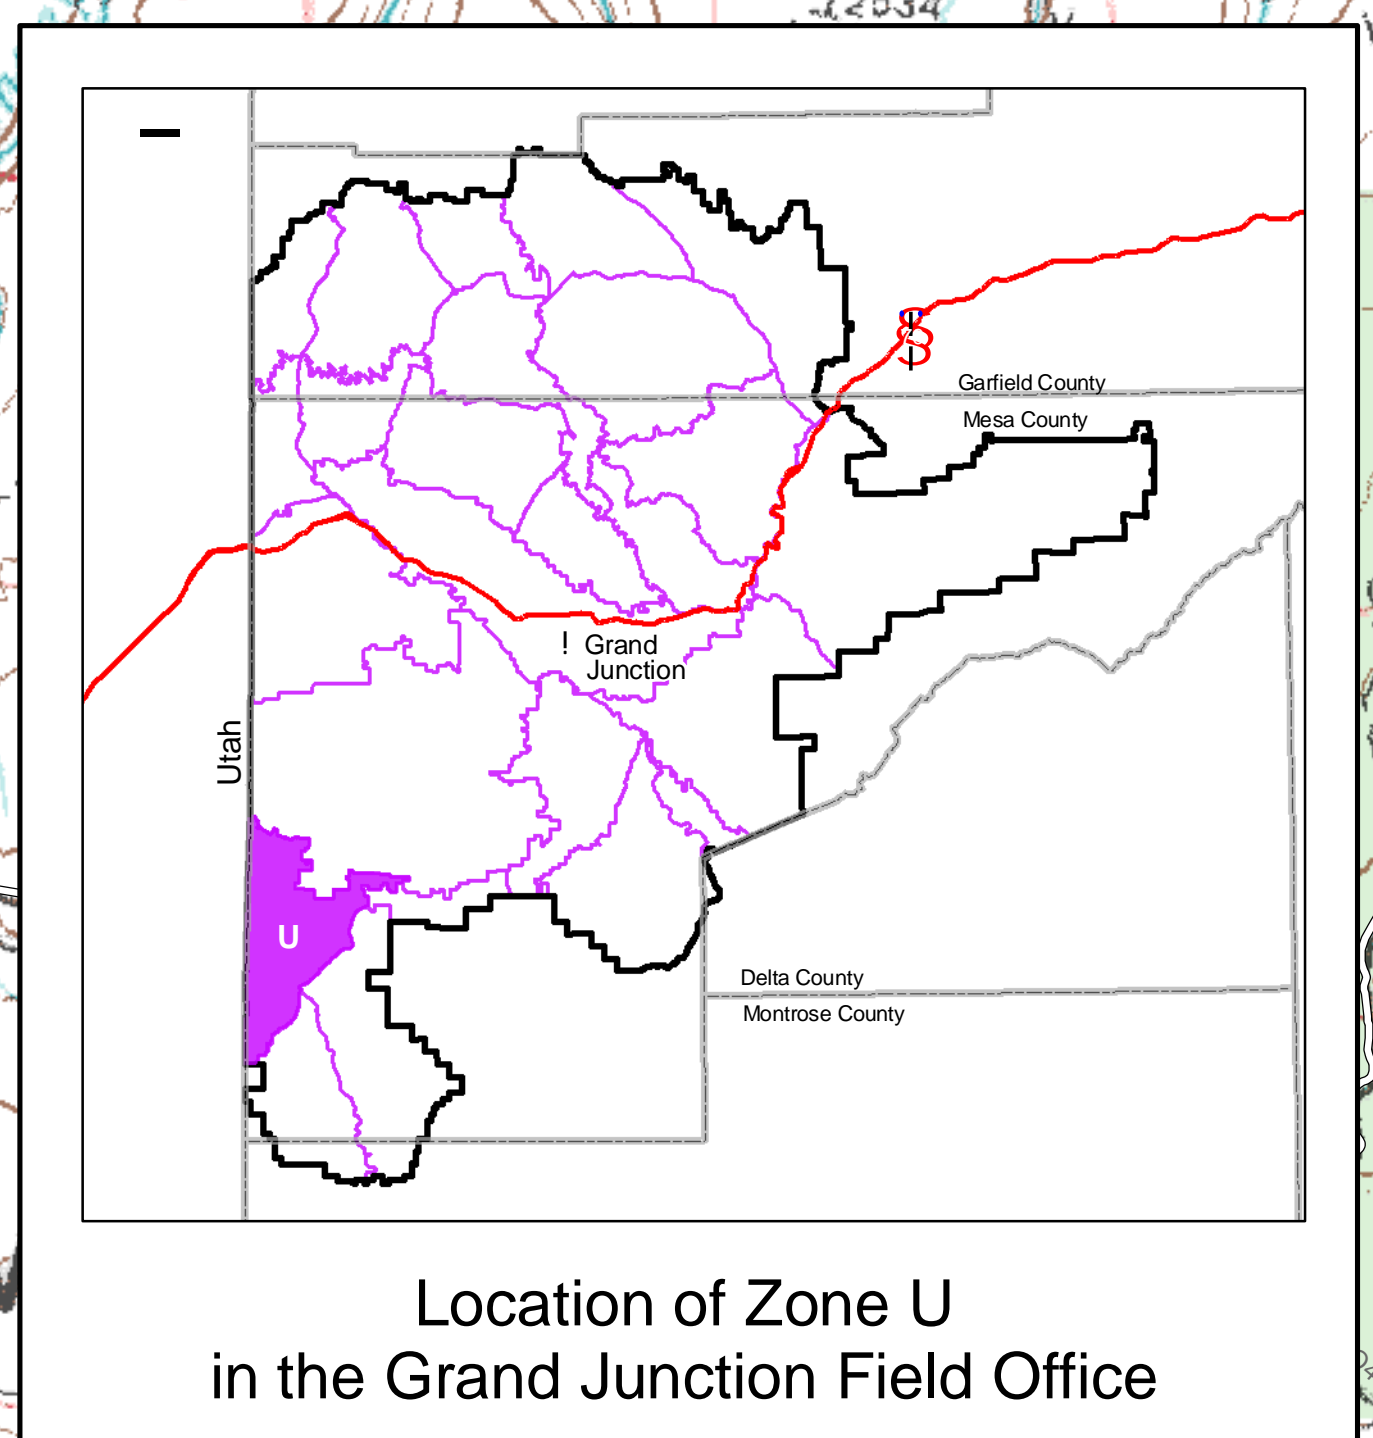 Garfield County
Mesa County
! Grand
Junction
Utah
U
Delta County
Montrose County
Location of Zone U
in the Grand Junction Field Office